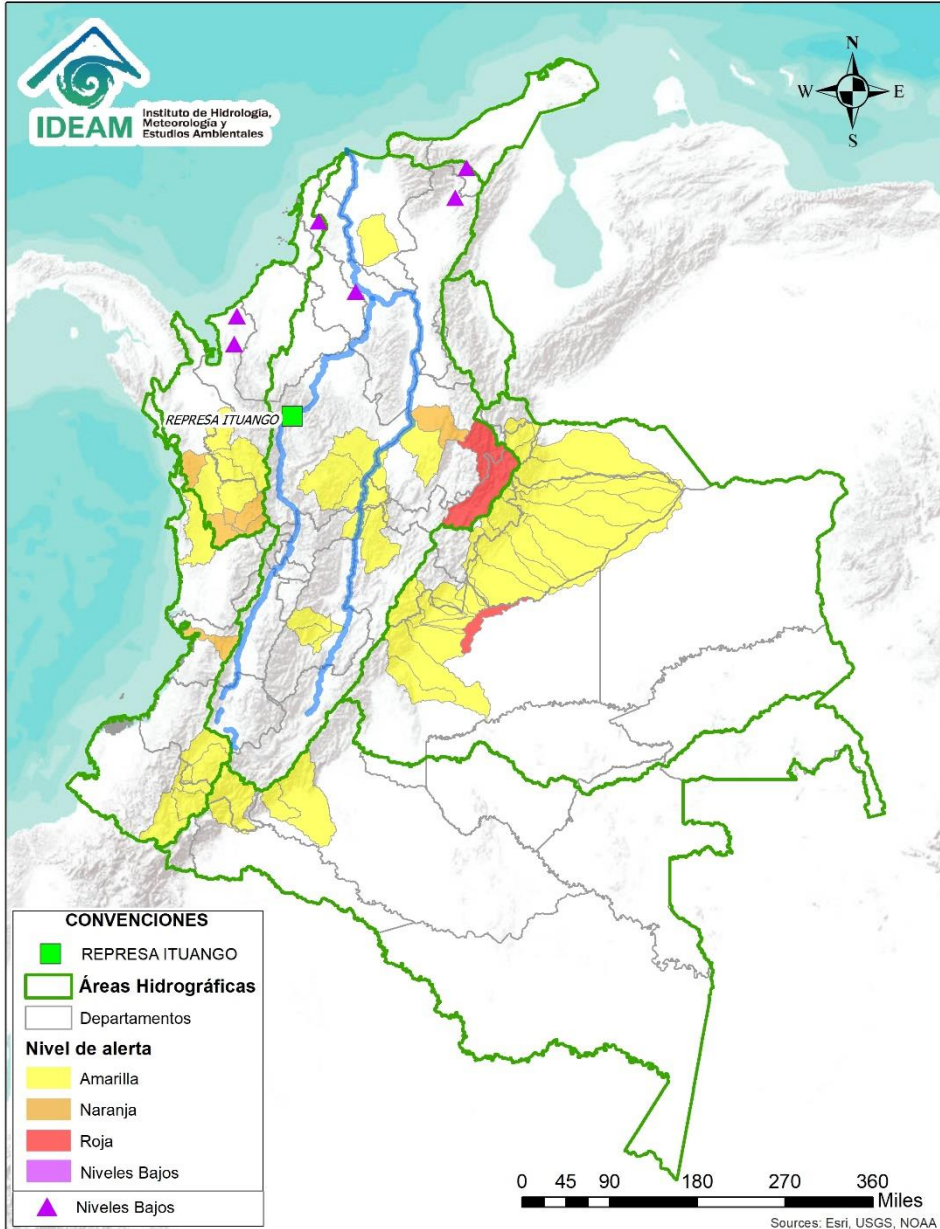 IDEAM
Instituto de Hidrología,
Meteorología y
Estudios Ambientales
N
W
E
S
REPRESA ITUANGO
CONVENCIONES
REPRESA ITUANGO
Áreas Hidrográficas
Departamentos
Nivel de alerta
Amarilla
Naranja
Roja
Niveles Bajos
Niveles Bajos
0 45 90 180 270 360
Miles
Sources: Esri, USGS, NOAA